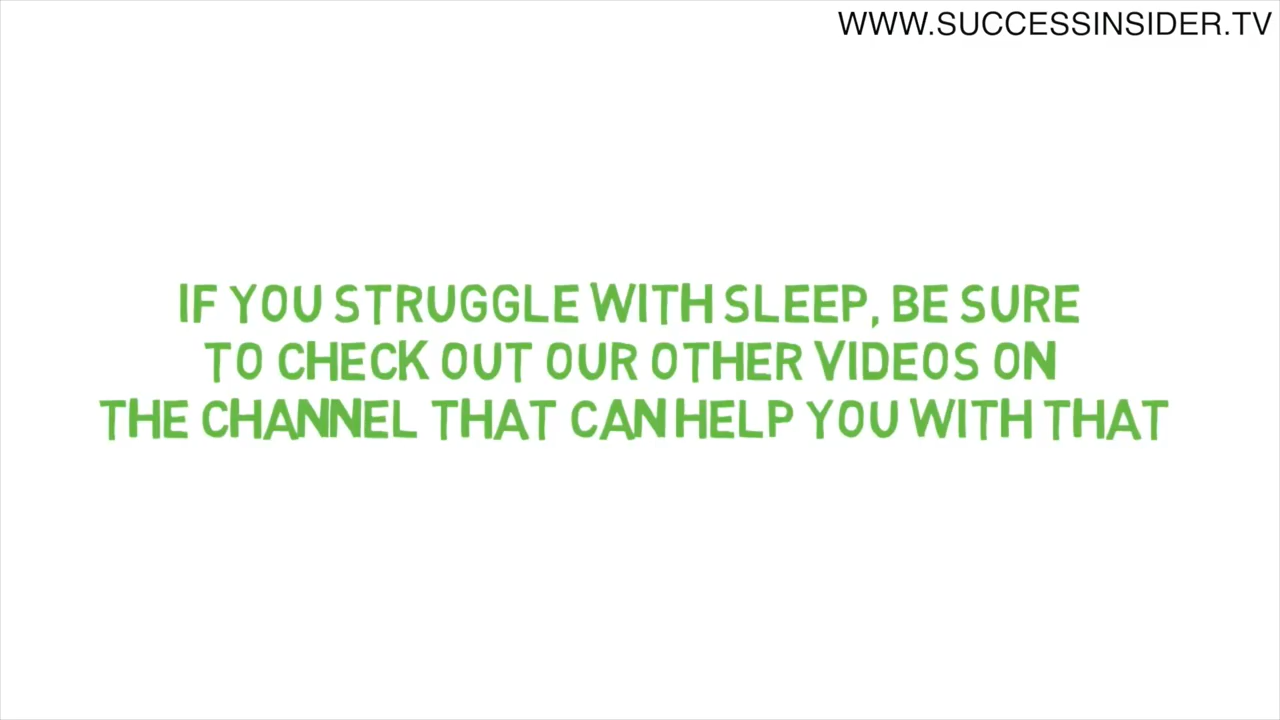 WWW.SUCCESSINSIDER.TV
IF YOU STRUGGLE WITH SLEEP, BE SURE
TO CHECK OUT OUR OTHER VIDEOS ON
THE CHANNEL THAT CAN HELP YOU WITH THAT